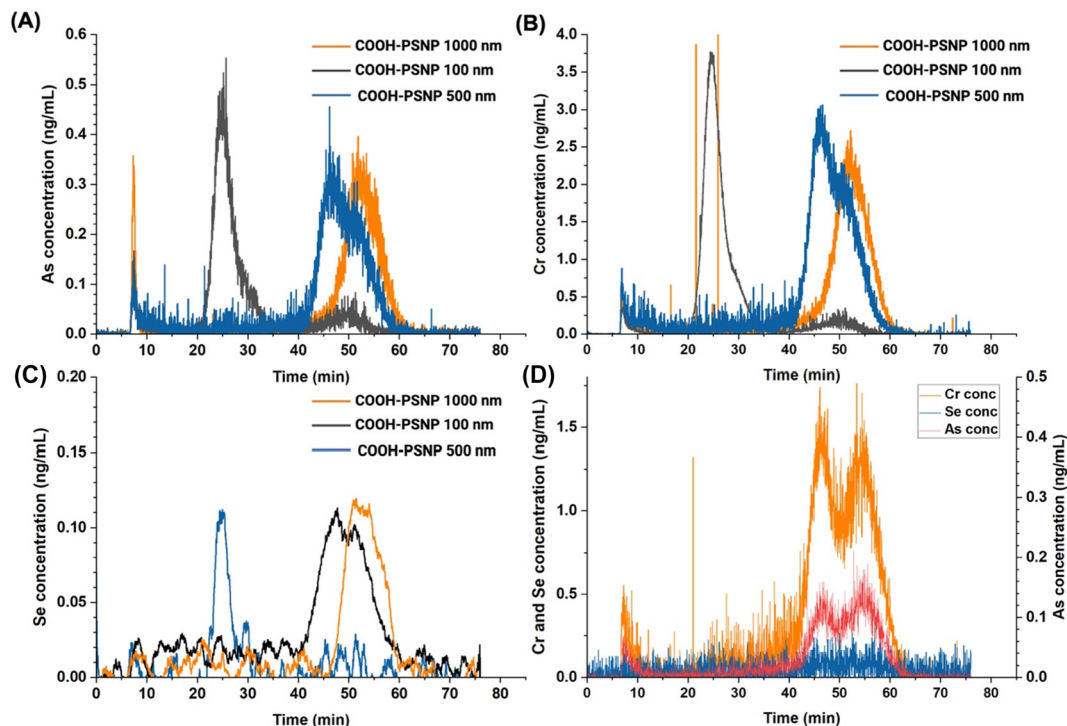 (A)
COOH-PSNP 1000 nm
COOH-PSNP 100 nm
COOH-PSNP 500 nm
As concentration (ng/mL)
0.6
0.5
0.4
0.3
0.2
0.1
0.0
0 10 20 30 40 50 60 70 80
Time (min)
(B)
COOH-PSNP 1000 nm
COOH-PSNP 100 nm
COOH-PSNP 500 nm
Cr concentration (ng/mL)
4.0
3.5
3.0
2.5
2.0
1.5
1.0
0.5
0.0
0 10 20 30 40 50 60 70 80
Time (min)
(C)
COOH-PSNP 1000 nm
COOH-PSNP 100 nm
COOH-PSNP 500 nm
Se concentration (ng/mL)
0.20
0.15
0.10
0.05
0.00
0 10 20 30 40 50 60 70 80
Time (min)
(D)
Cr conc
Se conc
As conc
Cr and Se concentration (ng/mL)
1.5
1.0
0.5
0.0
As concentration (ng/mL)
0.5
0.4
0.3
0.2
0.1
0.0
0 10 20 30 40 50 60 70 80
Time (min)